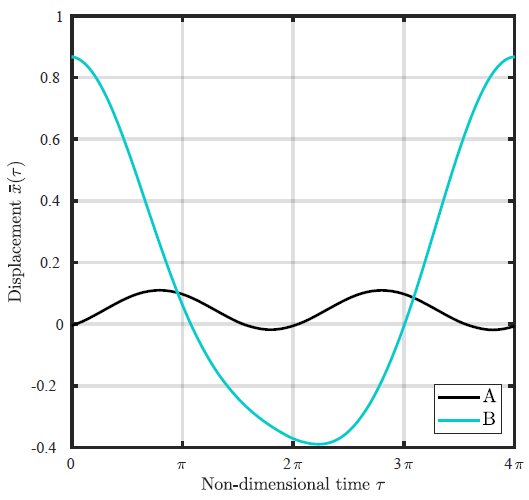 1
0.8
0.6
0.4
0.2
0
-0.2
-0.4
0
π
2π
3π
4π
Displacement x̄(τ)
Non-dimensional time τ
A
B